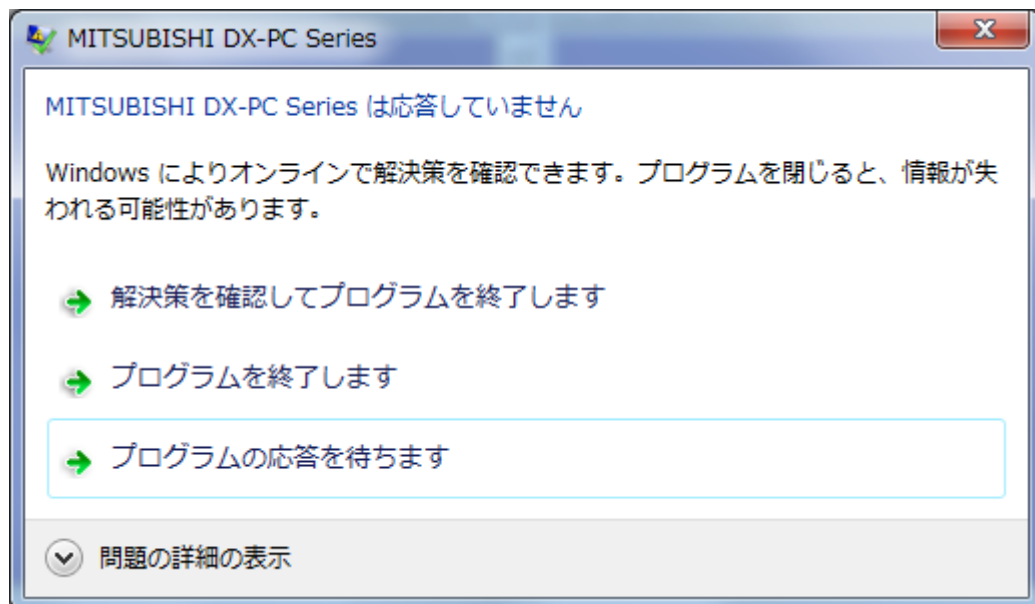 MITSUBISHI DX-PC Series
MITSUBISHI DX-PC Series は応答していません
Windows によりオンラインで解決策を確認できます。プログラムを閉じると、情報が失
われる可能性があります。
解決策を確認してプログラムを終了します
プログラムを終了します
プログラムの応答を待ちます
問題の詳細の表示